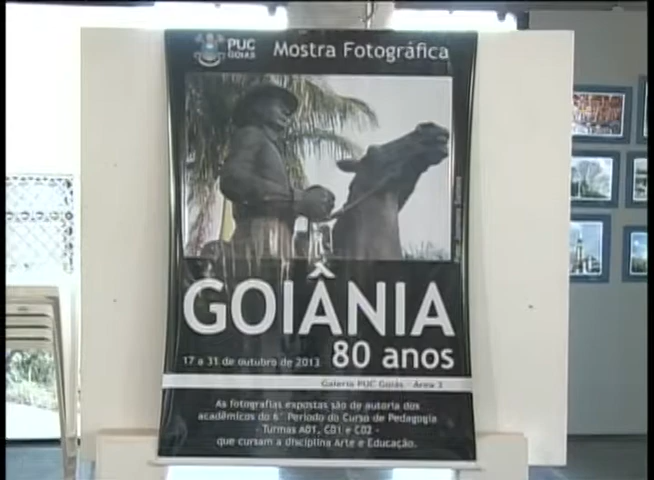 PUC
GOIÁS
Mostra Fotográfica
GOIÂNIA
17 a 31 de outubro de 2013
80 anos
Galeria PUC Goiás - Área 2
As fotografias expostas são de autoria dos
acadêmicos do 6° Período do Curso de Pedagogia
- Turmas A01, C01 e C02 -
que cursam a disciplina Arte e Educação.